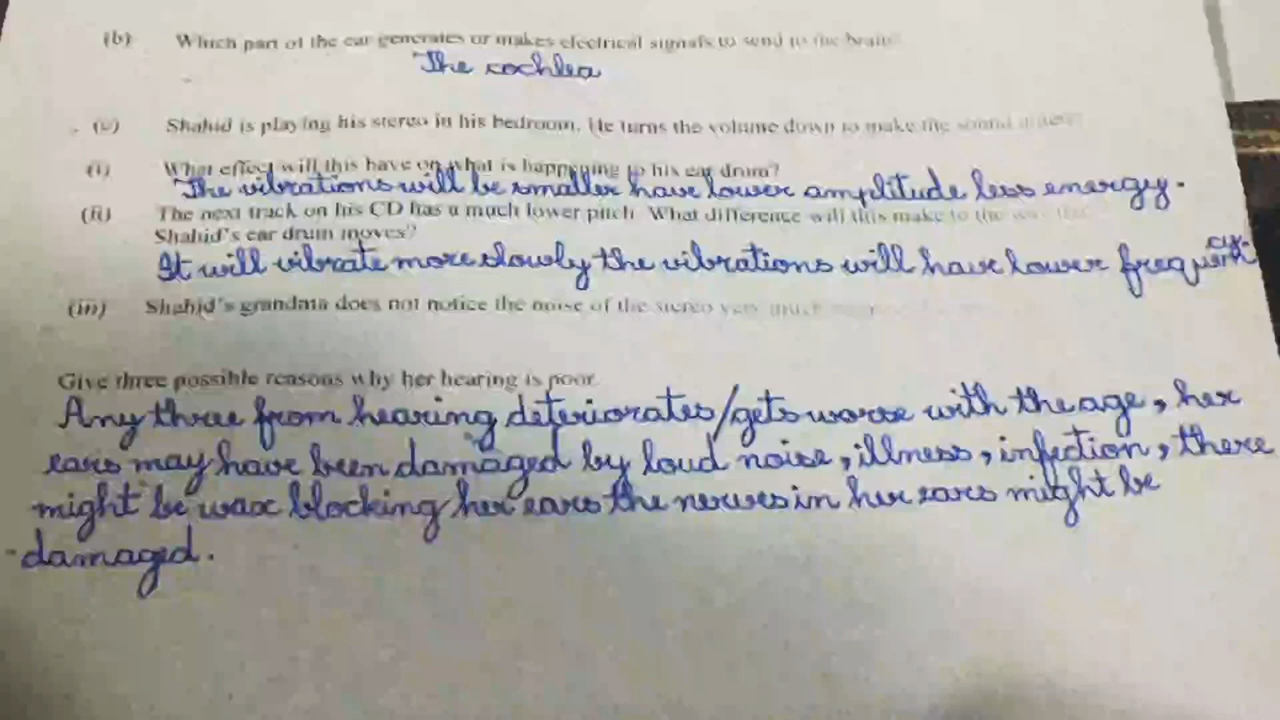 (b) Which part of the ear generates or makes electrical signals to send to the brain?
The cochlea
(c) Shahid is playing his stereo in his bedroom. He turns the volume down to make the sound
(i) What effect will this have on what is happening to his ear drum?
The vibrations will be smaller have lower amplitude less energy.
(ii) The next track on his CD has a much lower pitch. What difference will this make to the way
Shahid's ear drum moves?
It will vibrate more slowly the vibrations will have lower frequency.
(iii) Shahid's grandma does not notice the noise of the stereo very much
Give three possible reasons why her hearing is poor.
Any three from hearing deteriorates/gets worse with the age, her
ears may have been damaged by loud noise, illness, infection, there
might be wax blocking her ears the nerves in her ears might be
damaged.